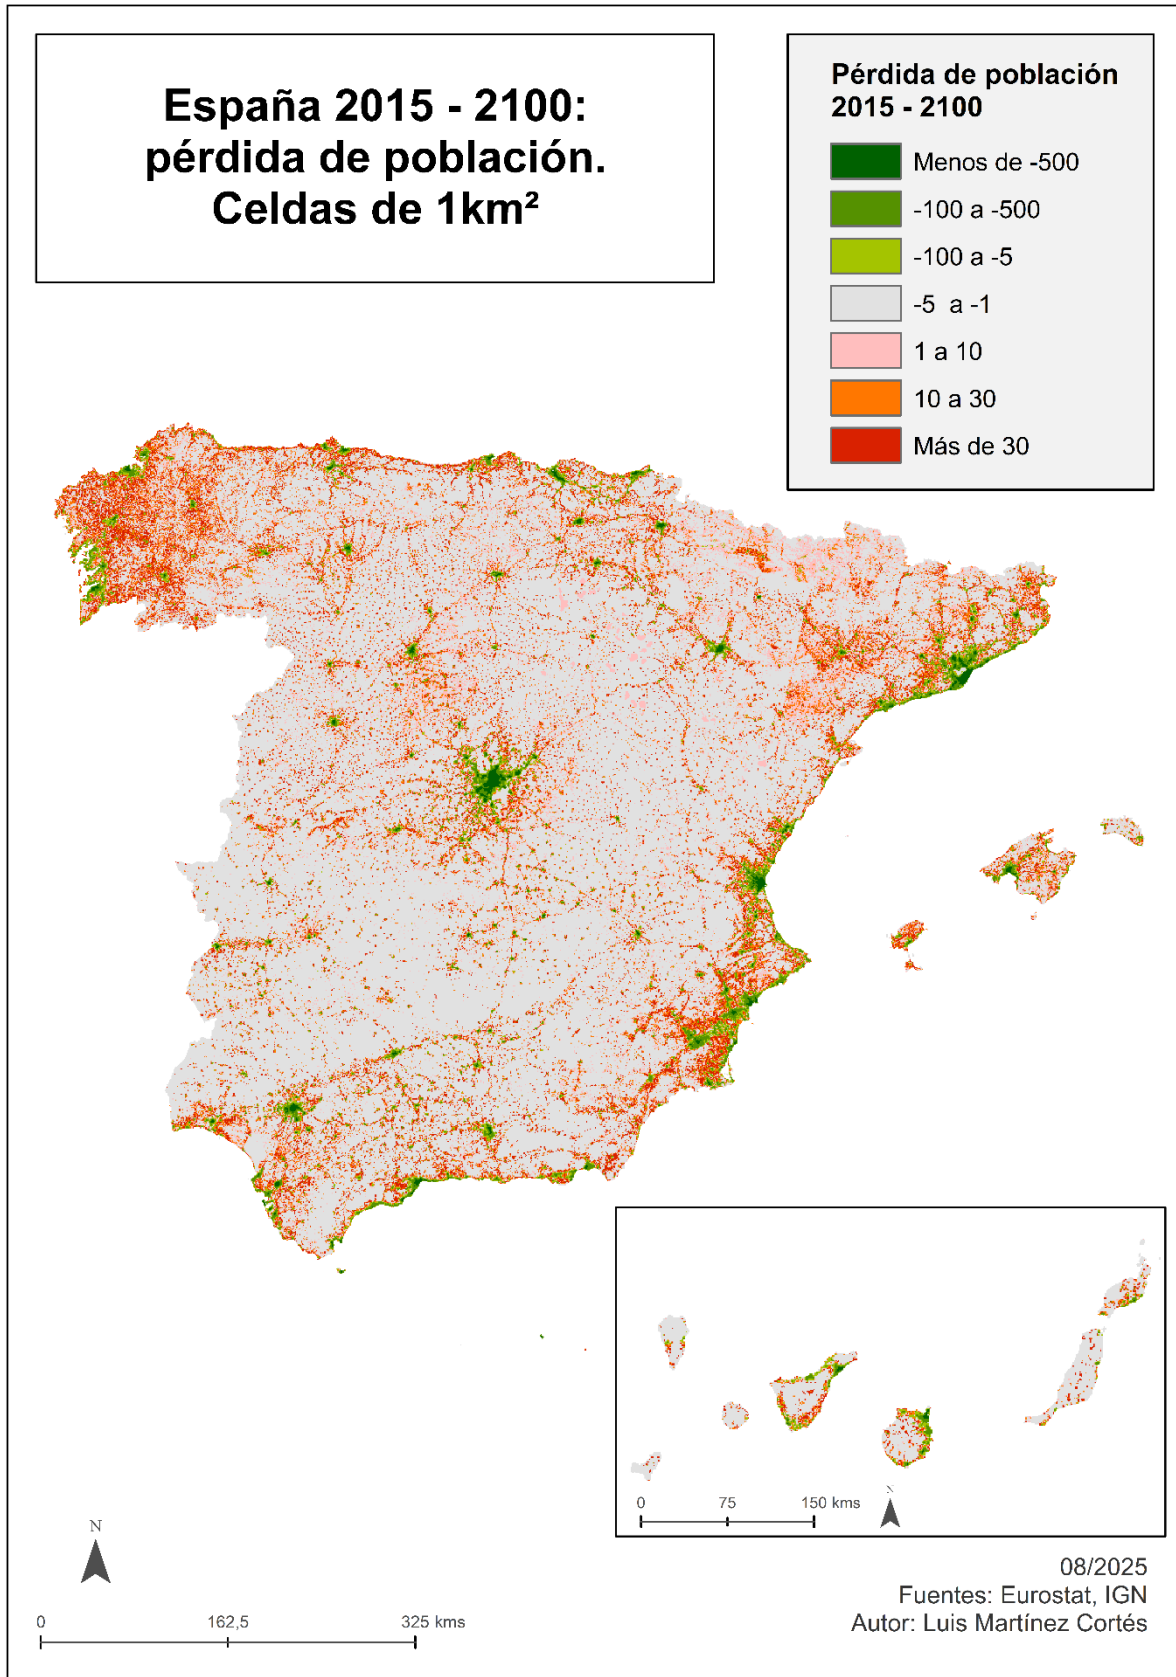 España 2015 - 2100:
pérdida de población.
Celdas de 1km²
Pérdida de población
2015 - 2100
Menos de -500
-100 a -500
-100 a -5
-5 a -1
1 a 10
10 a 30
Más de 30
0 75 150 kms
N
N
0 162,5 325 kms
08/2025
Fuentes: Eurostat, IGN
Autor: Luis Martínez Cortés